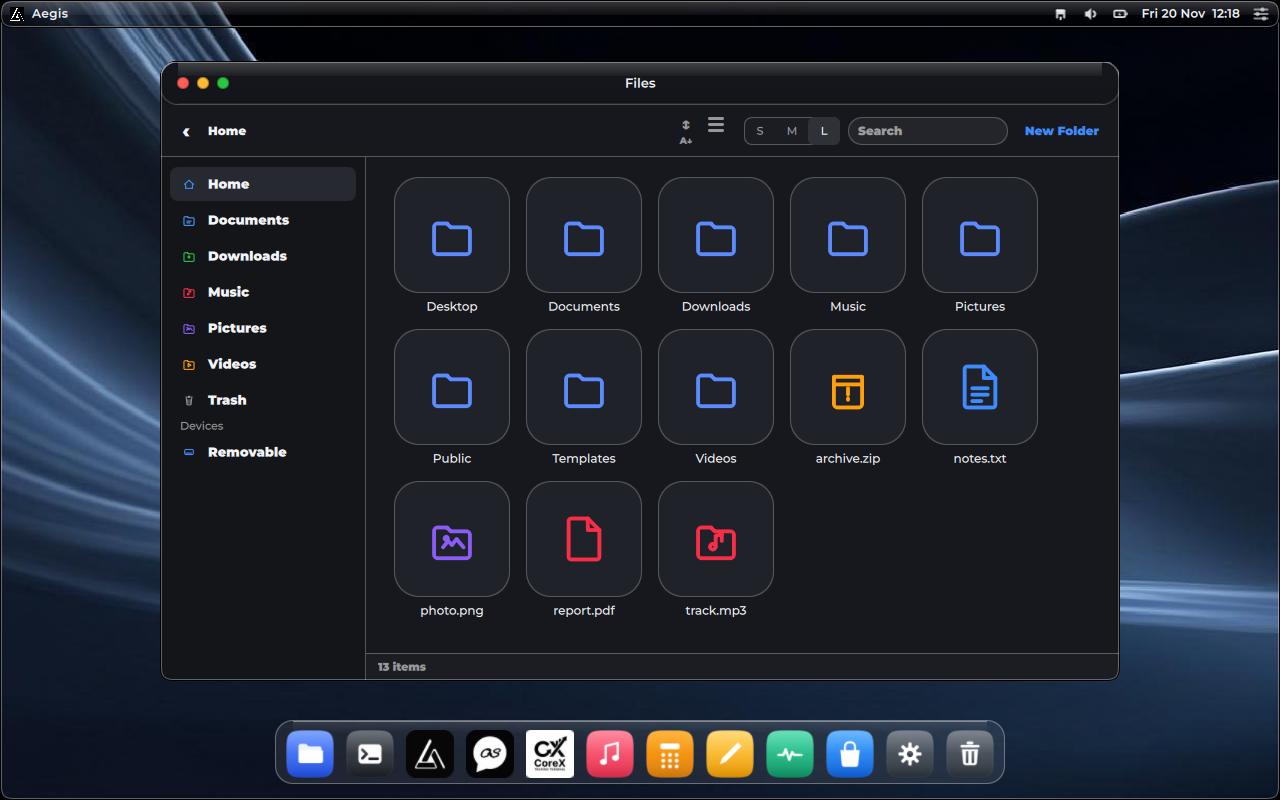 Aegis
Fri 20 Nov 12:18
Files
Home
A+
S M L
Search
New Folder
Home
Documents
Downloads
Music
Pictures
Videos
Trash
Devices
Removable
Desktop
Documents
Downloads
Music
Pictures
Public
Templates
Videos
archive.zip
notes.txt
photo.png
report.pdf
track.mp3
13 items
as
CX
CoreX